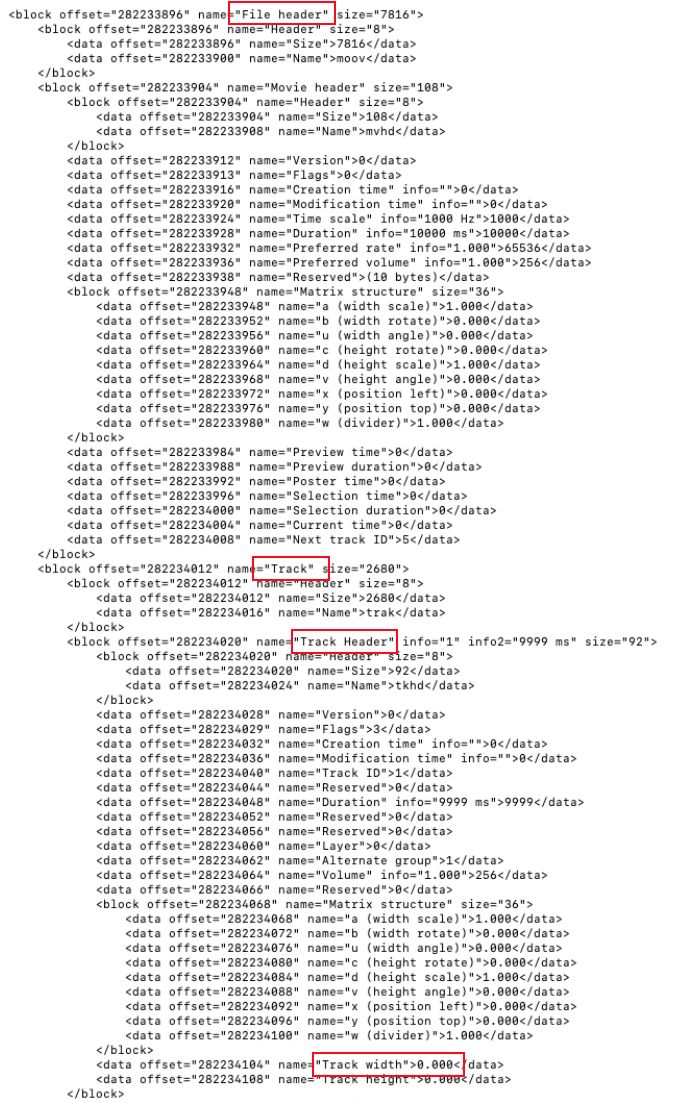 <block offset="282233896" name="File header" size="7816">
<block offset="282233896" name="Header" size="8">
<data offset="282233896" name="Size">7816</data>
<data offset="282233900" name="Name">moov</data>
</block>
<block offset="282233904" name="Movie header" size="108">
<block offset="282233904" name="Header" size="8">
<data offset="282233904" name="Size">108</data>
<data offset="282233908" name="Name">mvhd</data>
</block>
<data offset="282233912" name="Version">0</data>
<data offset="282233913" name="Flags">0</data>
<data offset="282233916" name="Creation time" info="">0</data>
<data offset="282233920" name="Modification time" info="">0</data>
<data offset="282233924" name="Time scale" info="1000 Hz">1000</data>
<data offset="282233928" name="Duration" info="10000 ms">10000</data>
<data offset="282233932" name="Preferred rate" info="1.000">65536</data>
<data offset="282233936" name="Preferred volume" info="1.000">256</data>
<data offset="282233938" name="Reserved">(10 bytes)</data>
<block offset="282233948" name="Matrix structure" size="36">
<data offset="282233948" name="a (width scale)">1.000</data>
<data offset="282233952" name="b (width rotate)">0.000</data>
<data offset="282233956" name="u (width angle)">0.000</data>
<data offset="282233960" name="c (height rotate)">0.000</data>
<data offset="282233964" name="d (height scale)">1.000</data>
<data offset="282233968" name="v (height angle)">0.000</data>
<data offset="282233972" name="x (position left)">0.000</data>
<data offset="282233976" name="y (position top)">0.000</data>
<data offset="282233980" name="w (divider)">1.000</data>
</block>
<data offset="282233984" name="Preview time">0</data>
<data offset="282233988" name="Preview duration">0</data>
<data offset="282233992" name="Poster time">0</data>
<data offset="282233996" name="Selection time">0</data>
<data offset="282234000" name="Selection duration">0</data>
<data offset="282234004" name="Current time">0</data>
<data offset="282234008" name="Next track ID">5</data>
</block>
<block offset="282234012" name="Track" size="2680">
<block offset="282234012" name="Header" size="8">
<data offset="282234012" name="Size">2680</data>
<data offset="282234016" name="Name">trak</data>
</block>
<block offset="282234020" name="Track Header" info="1" info2="9999 ms" size="92">
<block offset="282234020" name="Header" size="8">
<data offset="282234020" name="Size">92</data>
<data offset="282234024" name="Name">tkhd</data>
</block>
<data offset="282234028" name="Version">0</data>
<data offset="282234029" name="Flags">3</data>
<data offset="282234032" name="Creation time" info="">0</data>
<data offset="282234036" name="Modification time" info="">0</data>
<data offset="282234040" name="Track ID">1</data>
<data offset="282234044" name="Reserved">0</data>
<data offset="282234048" name="Duration" info="9999 ms">9999</data>
<data offset="282234052" name="Reserved">0</data>
<data offset="282234056" name="Reserved">0</data>
<data offset="282234060" name="Layer">0</data>
<data offset="282234062" name="Alternate group">1</data>
<data offset="282234064" name="Volume" info="1.000">256</data>
<data offset="282234066" name="Reserved">0</data>
<block offset="282234068" name="Matrix structure" size="36">
<data offset="282234068" name="a (width scale)">1.000</data>
<data offset="282234072" name="b (width rotate)">0.000</data>
<data offset="282234076" name="u (width angle)">0.000</data>
<data offset="282234080" name="c (height rotate)">0.000</data>
<data offset="282234084" name="d (height scale)">1.000</data>
<data offset="282234088" name="v (height angle)">0.000</data>
<data offset="282234092" name="x (position left)">0.000</data>
<data offset="282234096" name="y (position top)">0.000</data>
<data offset="282234100" name="w (divider)">1.000</data>
</block>
<data offset="282234104" name="Track width">0.000</data>
<data offset="282234108" name="Track height">0.000</data>
</block>